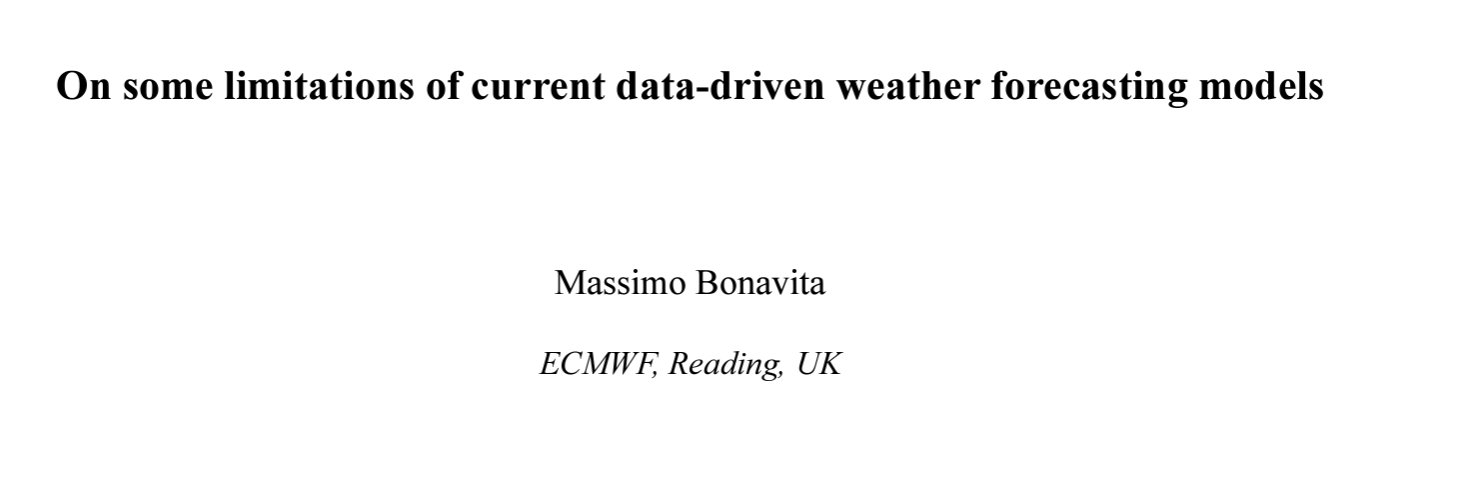 On some limitations of current data-driven weather forecasting models
Massimo Bonavita
ECMWF, Reading, UK